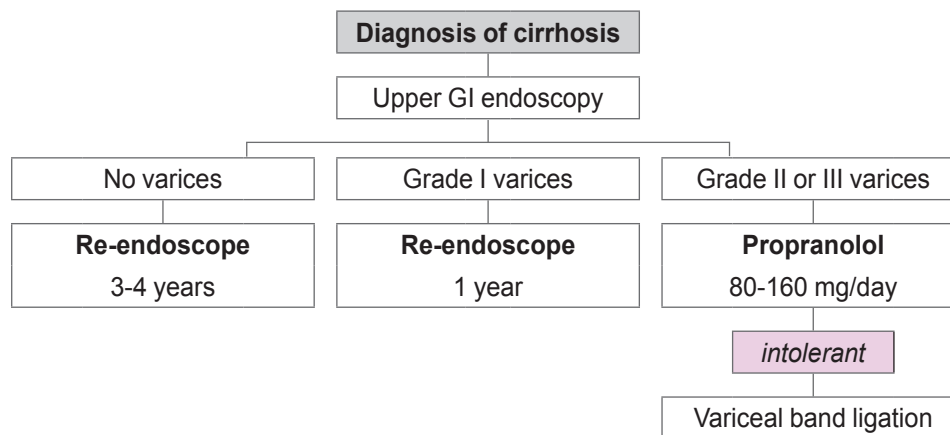 Diagnosis of cirrhosis
Upper GI endoscopy
No varices
Grade I varices
Grade II or III varices
Re-endoscope
3-4 years
Re-endoscope
1 year
Propranolol
80-160 mg/day
intolerant
Variceal band ligation